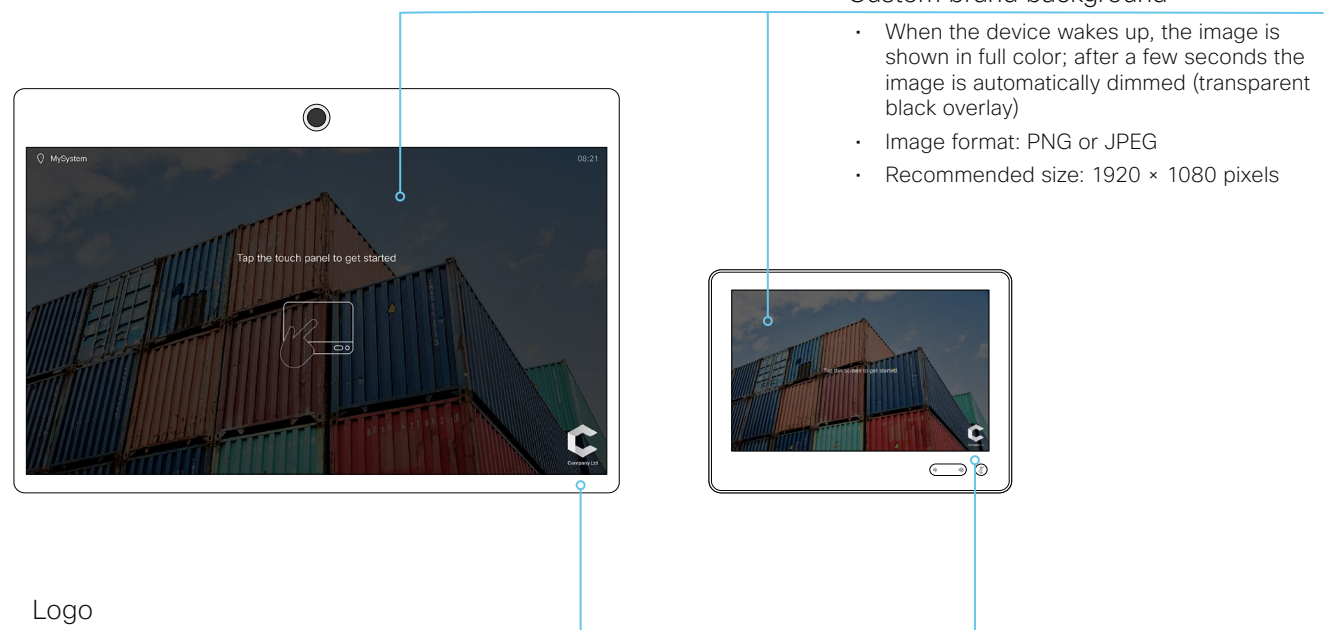 Custom brand background
• When the device wakes up, the image is
shown in full color; after a few seconds the
image is automatically dimmed (transparent
black overlay)
• Image format: PNG or JPEG
• Recommended size: 1920 × 1080 pixels
MySystem
08:21
Tap the touch panel to get started
Company Ltd
Tap this screen to get started
Logo